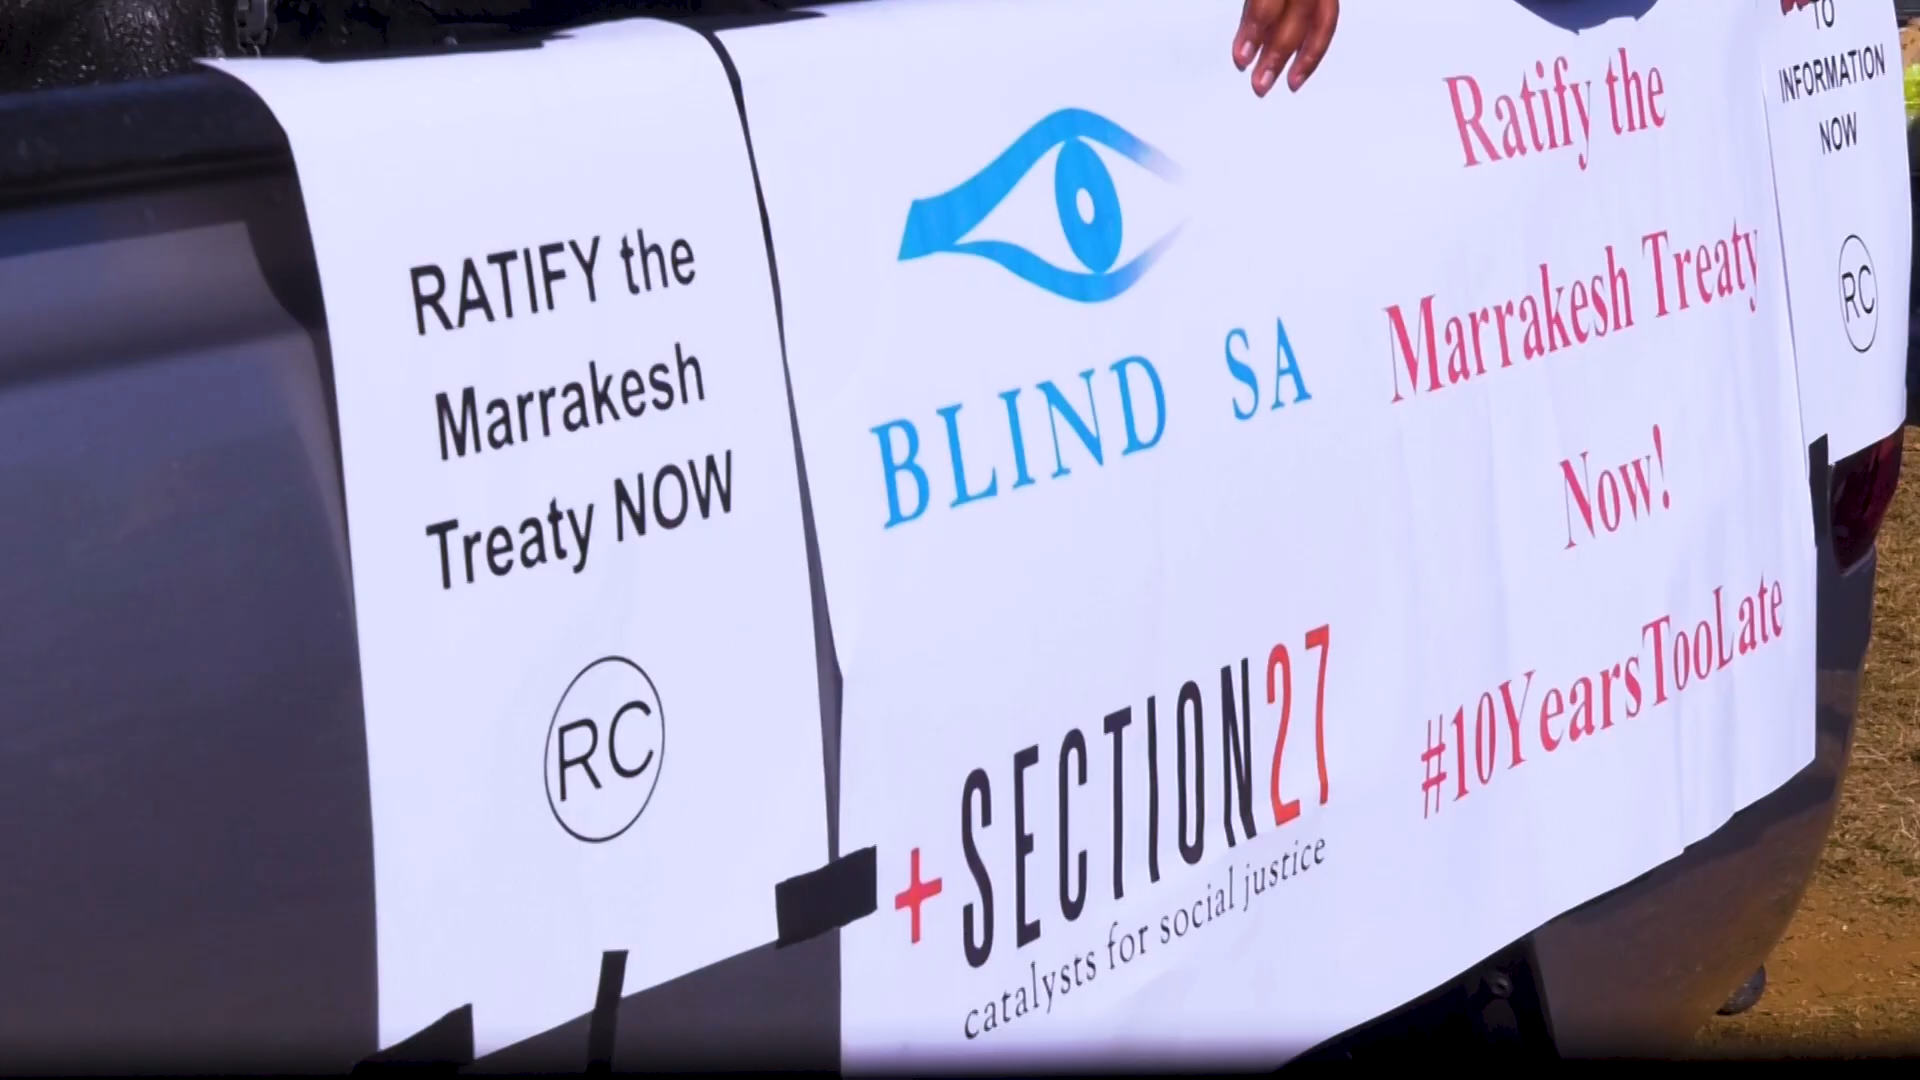 RATIFY the
Marrakesh
Treaty NOW
RC
BLIND SA
+SECTION27
catalysts for social justice
Ratify the
Marrakesh Treaty
Now!
#10YearsTooLate
TO
INFORMATION
NOW
RC